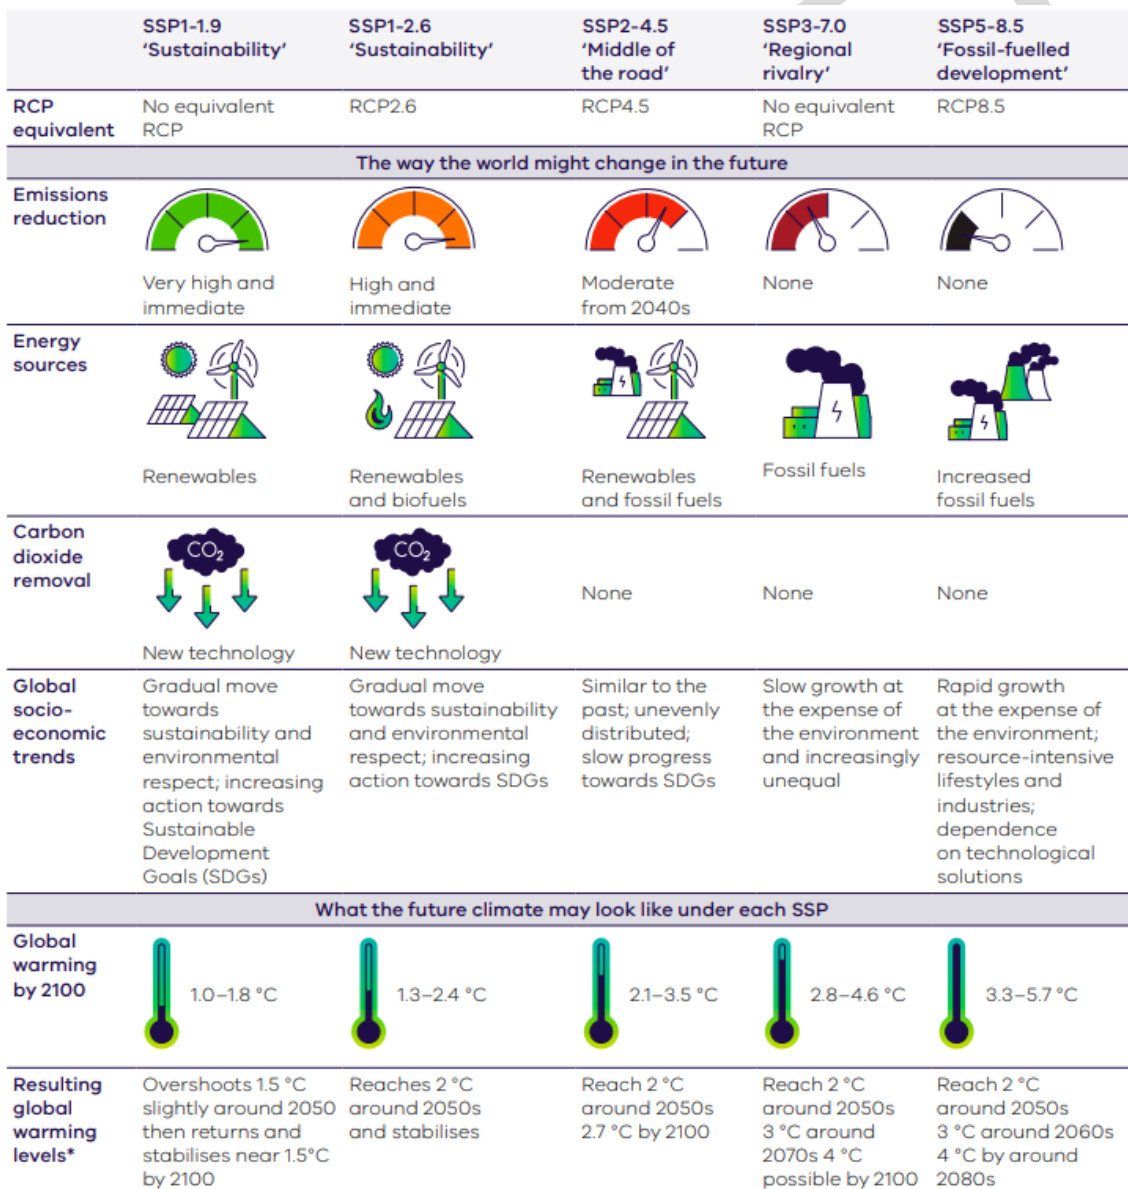 SSP1-1.9
'Sustainability'
SSP1-2.6
'Sustainability'
SSP2-4.5
'Middle of
the road'
SSP3-7.0
'Regional
rivalry'
SSP5-8.5
'Fossil-fuelled
development'
RCP
equivalent
No equivalent
RCP
RCP2.6
RCP4.5
No equivalent
RCP
RCP8.5
The way the world might change in the future
Emissions
reduction
Very high and
immediate
High and
immediate
Moderate
from 2040s
None
None
Energy
sources
Renewables
Renewables
and biofuels
Renewables
and fossil fuels
Fossil fuels
Increased
fossil fuels
Carbon
dioxide
removal
CO₂
New technology
CO₂
New technology
None
None
None
Global
socio-
economic
trends
Gradual move
towards
sustainability and
environmental
respect; increasing
action towards
Sustainable
Development
Goals (SDGs)
Gradual move
towards sustainability
and environmental
respect; increasing
action towards SDGs
Similar to the
past; unevenly
distributed;
slow progress
towards SDGs
Slow growth at
the expense of
the environment
and increasingly
unequal
Rapid growth
at the expense of
the environment;
resource-intensive
lifestyles and
industries;
dependence
on technological
solutions
What the future climate may look like under each SSP
Global
warming
by 2100
1.0–1.8 °C
1.3–2.4 °C
2.1–3.5 °C
2.8–4.6 °C
3.3–5.7 °C
Resulting
global
warming
levels*
Overshoots 1.5 °C
slightly around 2050
then returns and
stabilises near 1.5°C
by 2100
Reaches 2 °C
around 2050s
and stabilises
Reach 2 °C
around 2050s
2.7 °C by 2100
Reach 2 °C
around 2050s
3 °C around
2070s 4 °C
possible by 2100
Reach 2 °C
around 2050s
3 °C around 2060s
4 °C by around
2080s